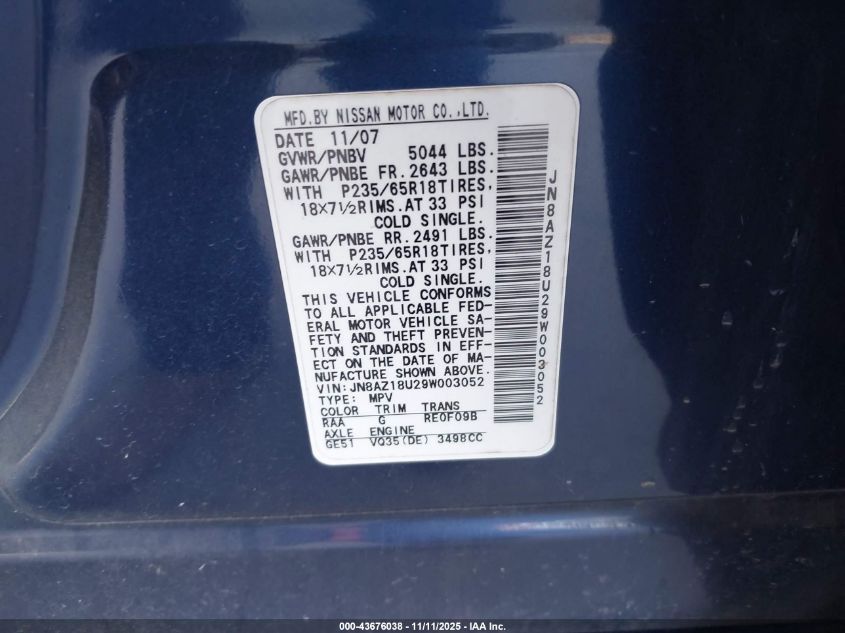 MFD.BY NISSAN MOTOR CO.,LTD.
DATE 11/07
GVWR/PNBV 5044 LBS.
GAWR/PNBE FR. 2643 LBS.
WITH P235/65R18TIRES,
18X7½RIMS.AT 33 PSI
COLD SINGLE.
GAWR/PNBE RR. 2491 LBS.
WITH P235/65R18TIRES,
18X7½RIMS.AT 33 PSI
COLD SINGLE.
THIS VEHICLE CONFORMS
TO ALL APPLICABLE FED-
ERAL MOTOR VEHICLE SA-
FETY AND THEFT PREVEN-
TION STANDARDS IN EFF-
ECT ON THE DATE OF MA-
NUFACTURE SHOWN ABOVE.
VIN:JN8AZ18U29W003052
TYPE: MPV
COLOR TRIM TRANS
RAA G RE0F09B
AXLE ENGINE
GE51 VQ35(DE) 3498CC
JN8AZ18U29W003052
000-43676038 - 11/11/2025 - IAA Inc.